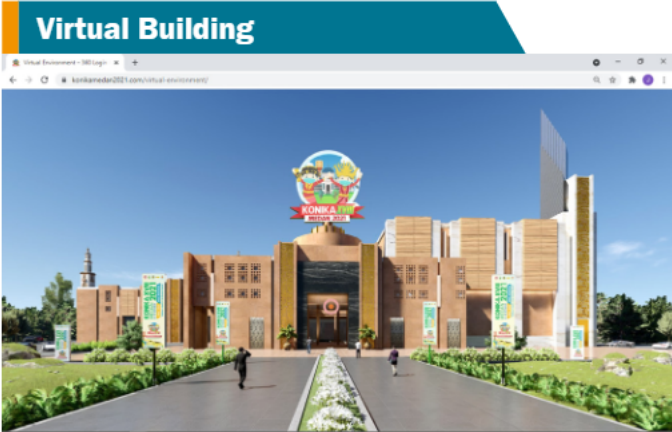 Virtual Building
Virtual Environment - 360 Login
konikamedan2021.com/virtual-environment/
KONIKA
MEDAN 2021